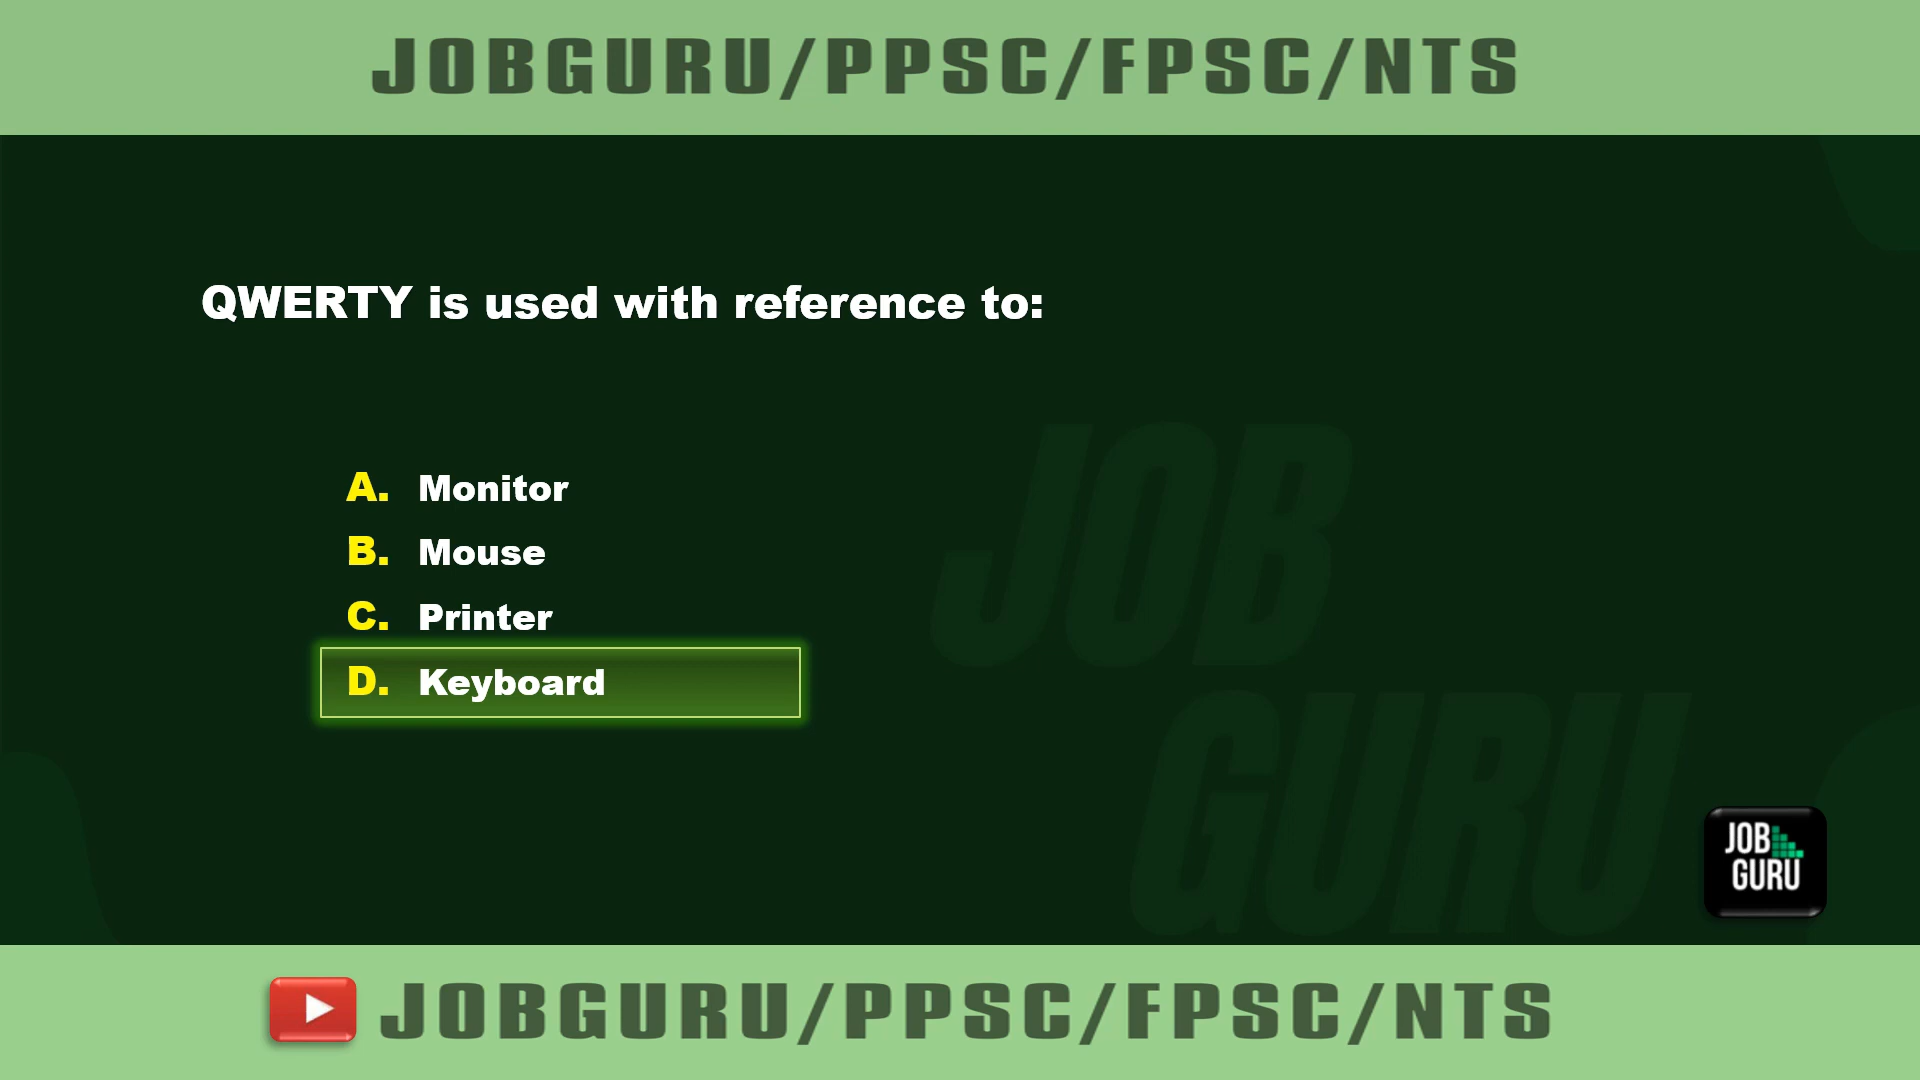 JOBGURU/PPSC/FPSC/NTS
QWERTY is used with reference to:
A. Monitor
B. Mouse
C. Printer
D. Keyboard
JOB
GURU
JOB
GURU
JOBGURU/PPSC/FPSC/NTS